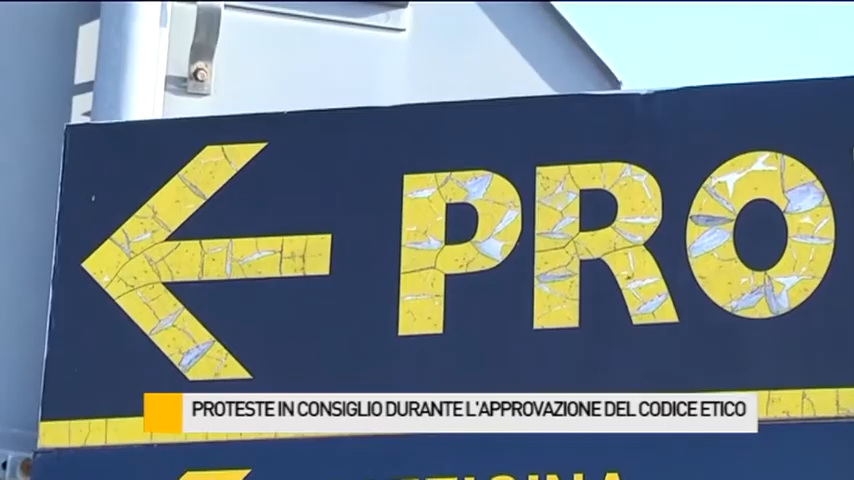 PRO
PROTESTE IN CONSIGLIO DURANTE L'APPROVAZIONE DEL CODICE ETICO